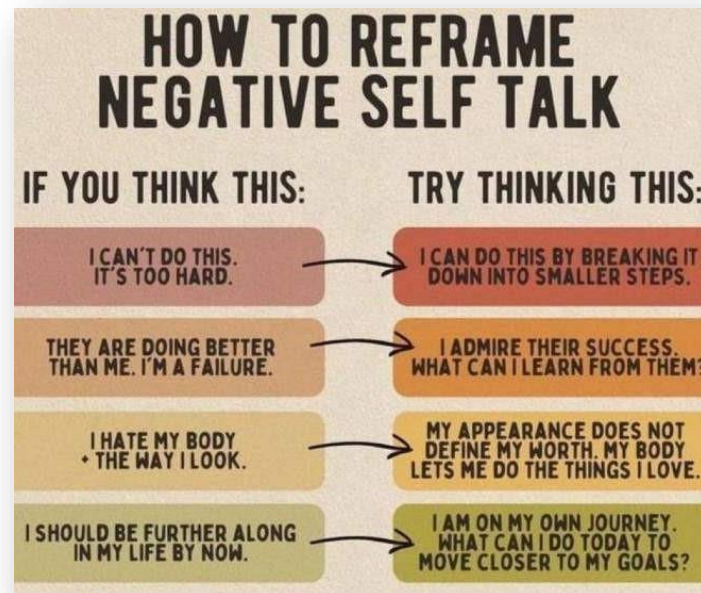 HOW TO REFRAME
NEGATIVE SELF TALK
IF YOU THINK THIS:
TRY THINKING THIS:
I CAN'T DO THIS.
IT'S TOO HARD.
I CAN DO THIS BY BREAKING IT
DOWN INTO SMALLER STEPS.
THEY ARE DOING BETTER
THAN ME. I'M A FAILURE.
I ADMIRE THEIR SUCCESS.
WHAT CAN I LEARN FROM THEM?
I HATE MY BODY
+ THE WAY I LOOK.
MY APPEARANCE DOES NOT
DEFINE MY WORTH. MY BODY
LETS ME DO THE THINGS I LOVE.
I SHOULD BE FURTHER ALONG
IN MY LIFE BY NOW.
I AM ON MY OWN JOURNEY.
WHAT CAN I DO TODAY TO
MOVE CLOSER TO MY GOALS?